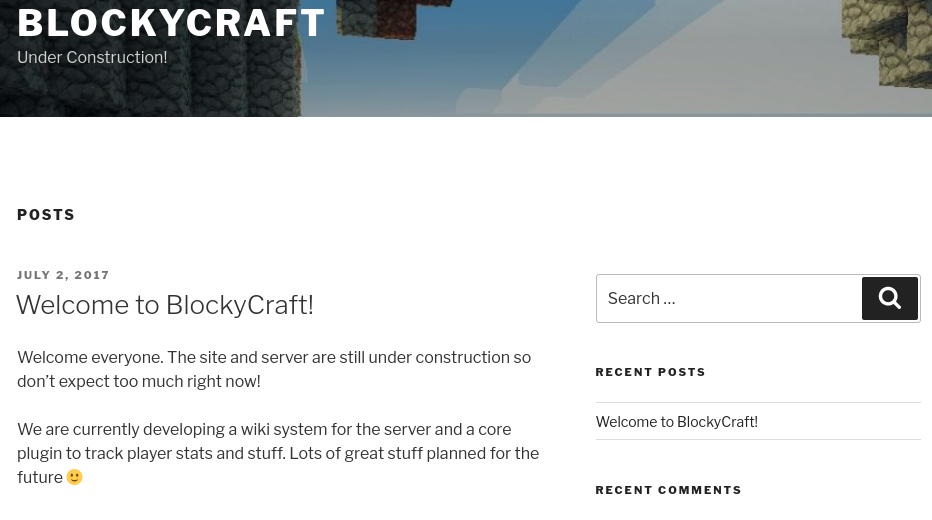 BLOCKYCRAFT
Under Construction!
POSTS
JULY 2, 2017
Welcome to BlockyCraft!
Welcome everyone. The site and server are still under construction so
don’t expect too much right now!
We are currently developing a wiki system for the server and a core
plugin to track player stats and stuff. Lots of great stuff planned for the
future 🙂
Search …
RECENT POSTS
Welcome to BlockyCraft!
RECENT COMMENTS